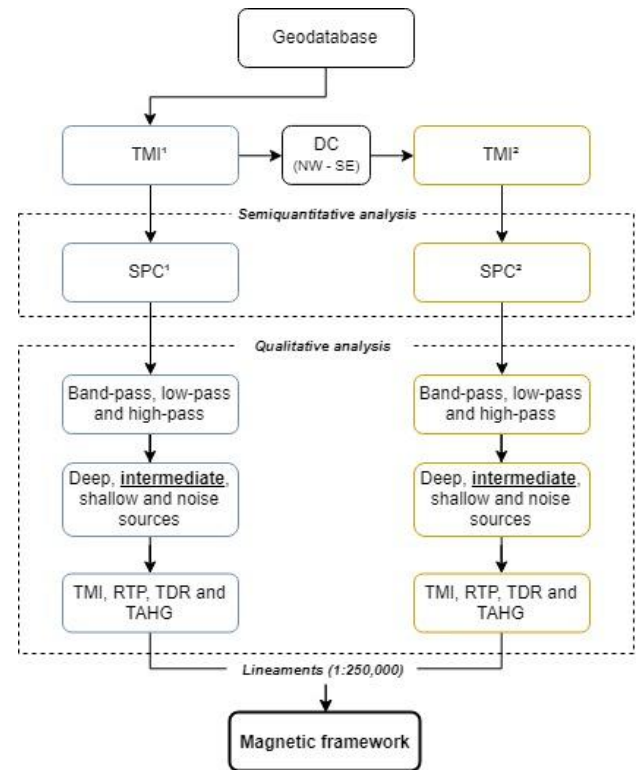 Geodatabase
TMI¹
DC
(NW - SE)
TMI²
Semiquantitative analysis
SPC¹
SPC²
Qualitative analysis
Band-pass, low-pass
and high-pass
Band-pass, low-pass
and high-pass
Deep, intermediate,
shallow and noise
sources
Deep, intermediate,
shallow and noise
sources
TMI, RTP, TDR and
TAHG
TMI, RTP, TDR and
TAHG
Lineaments (1:250,000)
Magnetic framework